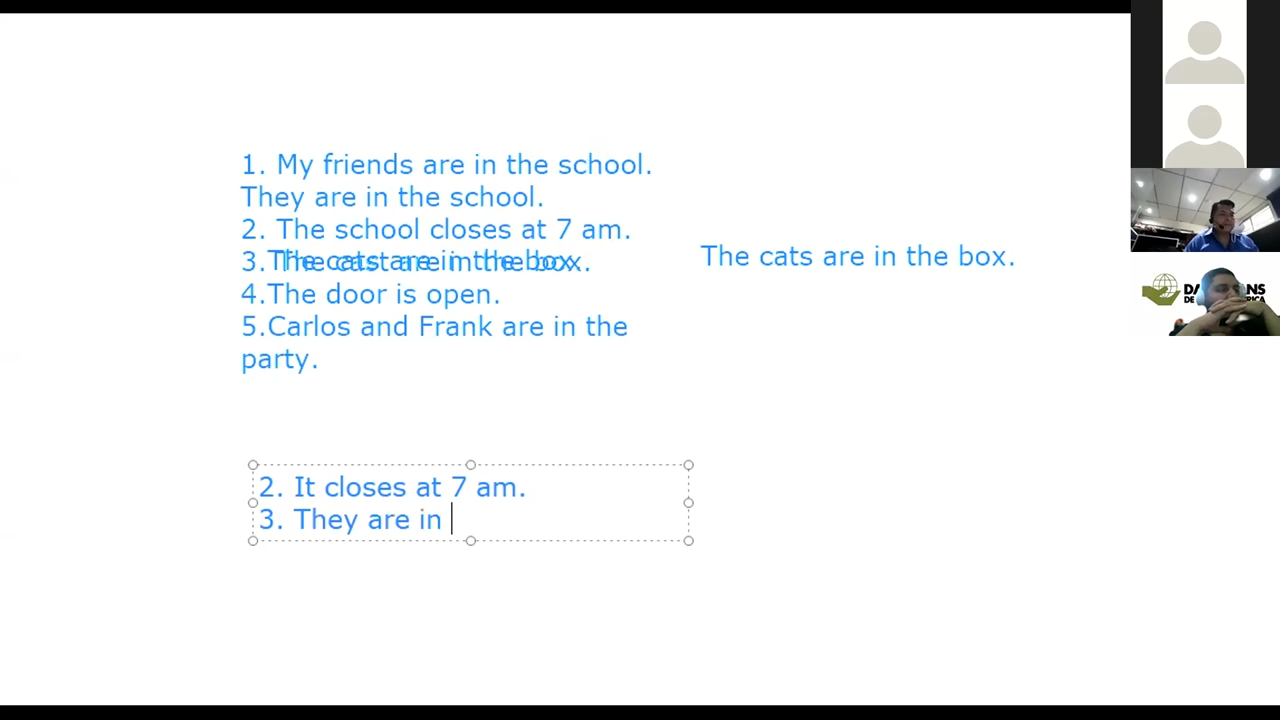 1. My friends are in the school.
They are in the school.
2. The school closes at 7 am.
3. The cats are in the box.
The cats are in the box.
4.The door is open.
5.Carlos and Frank are in the
party.
2. It closes at 7 am.
3. They are in